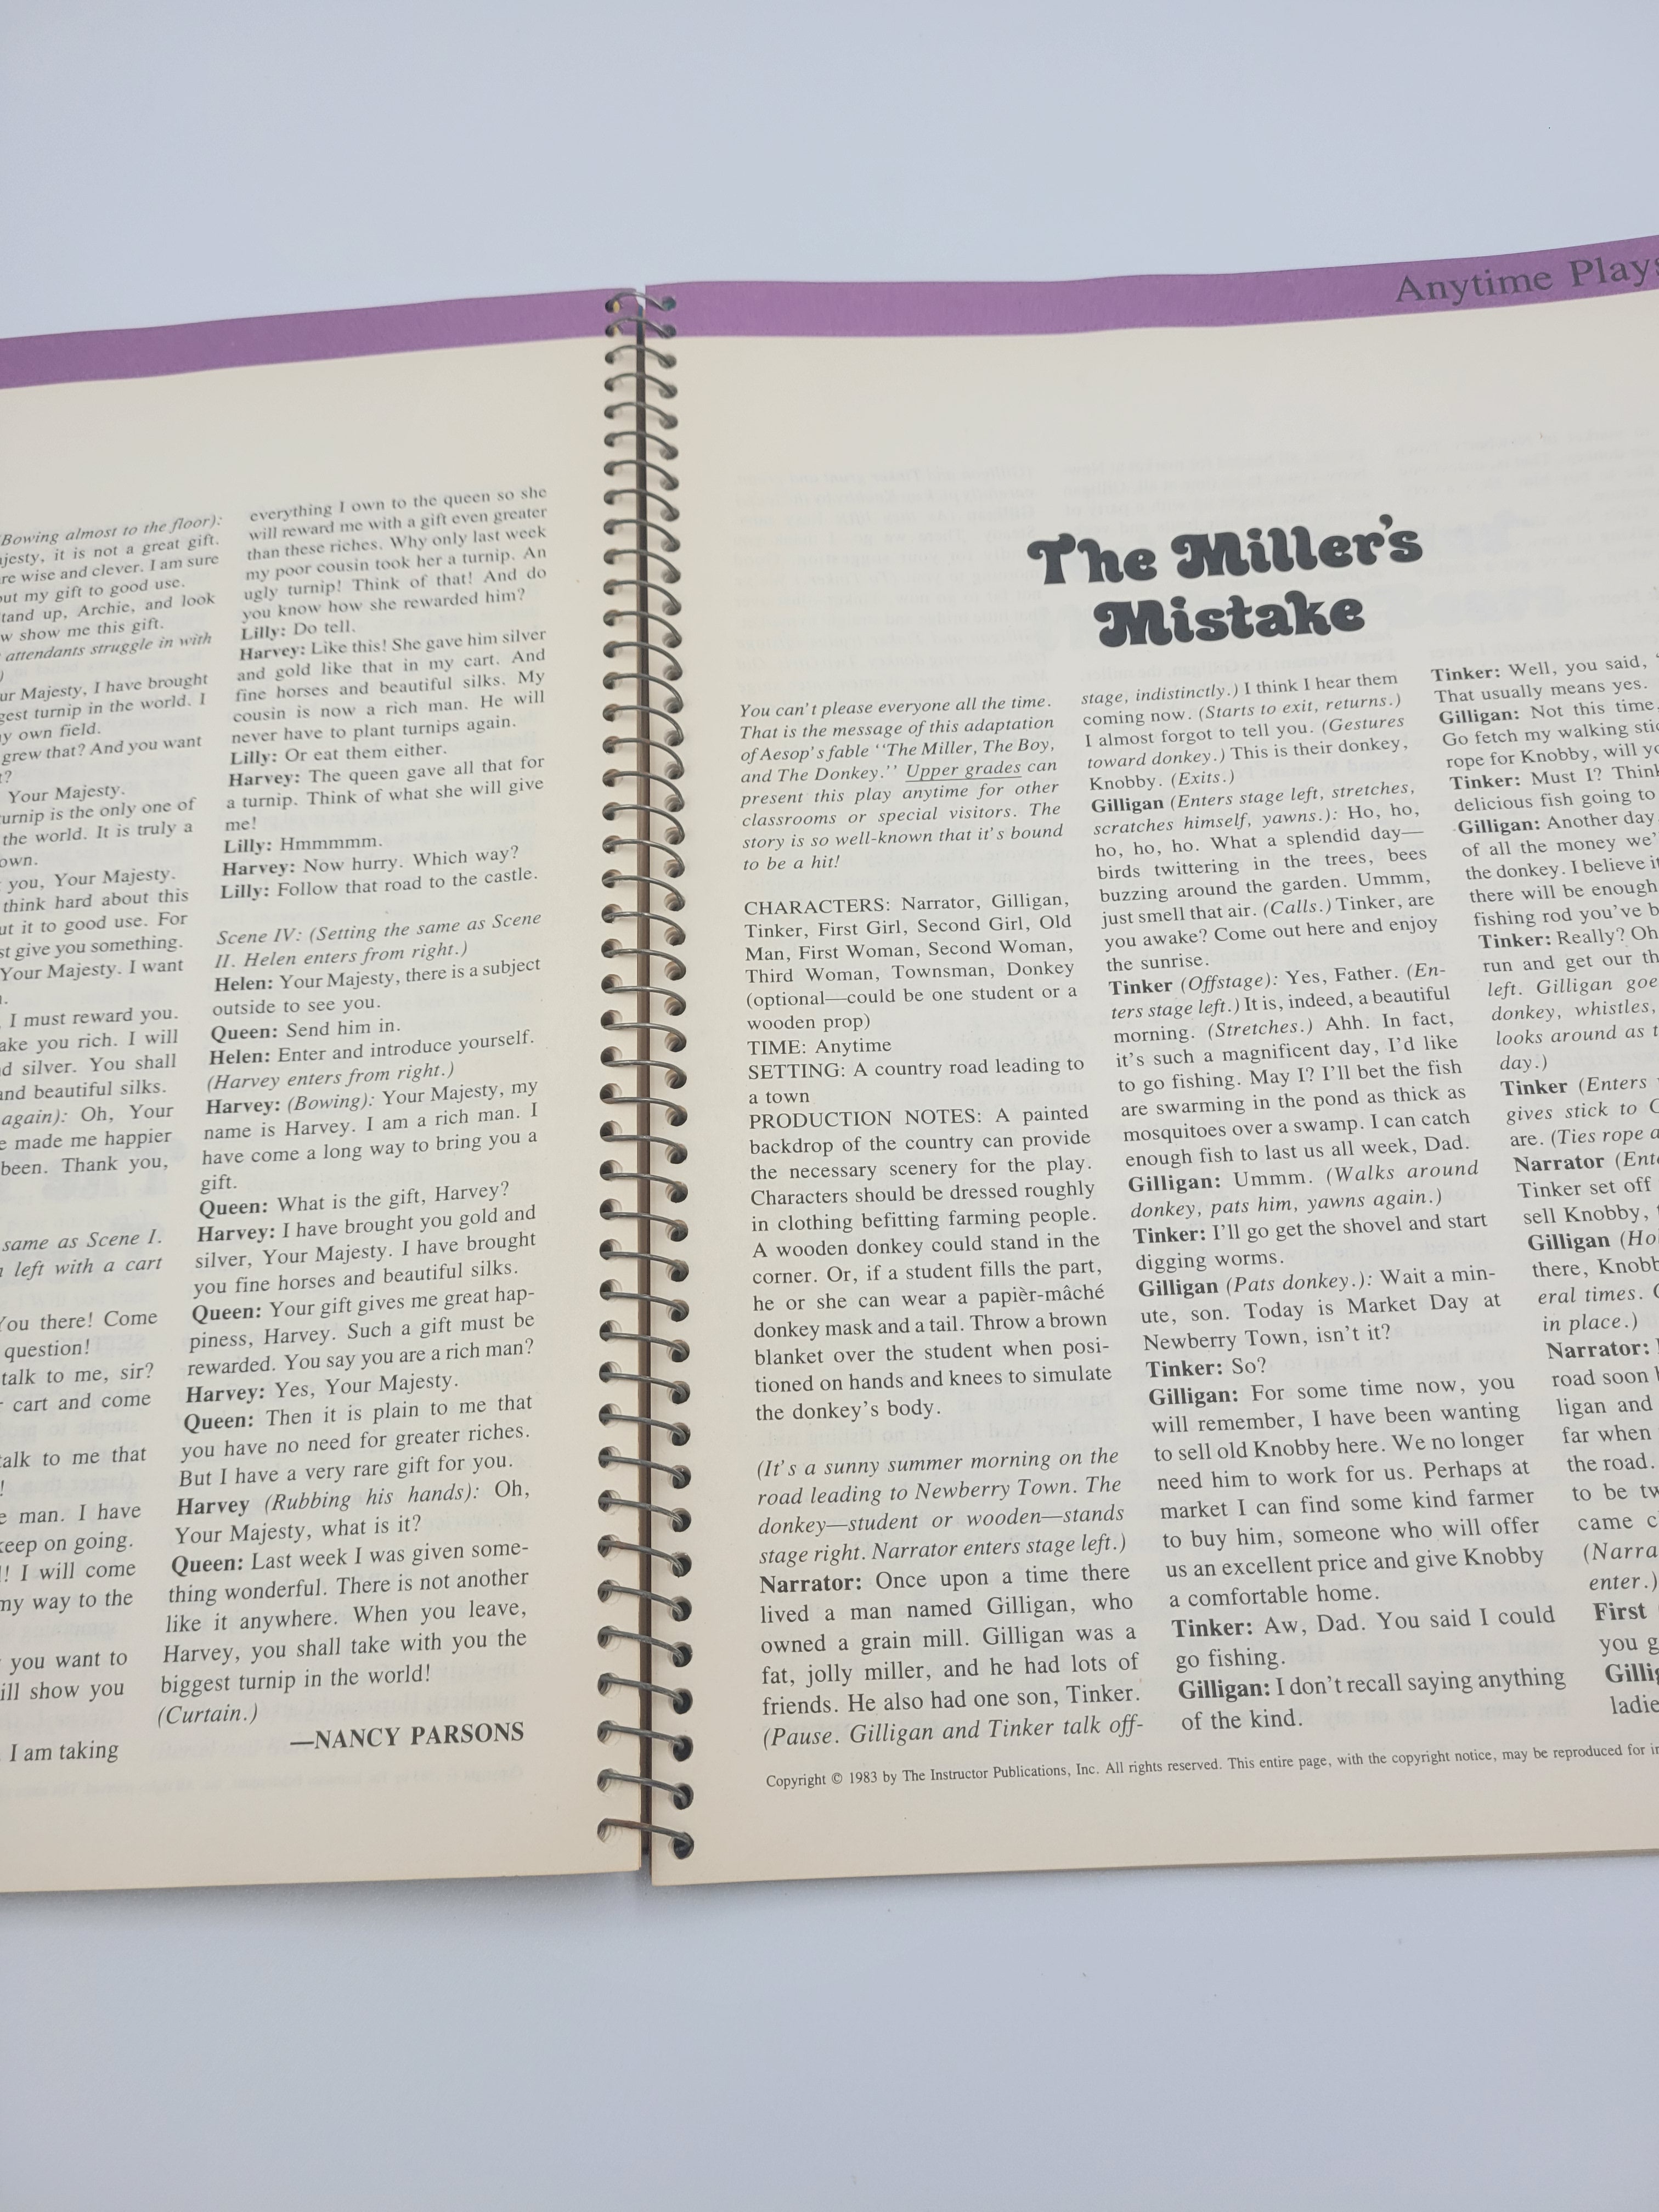 Anytime Plays
Bowing almost to the floor):
jesty, it is not a great gift.
re wise and clever. I am sure
out my gift to good use.
tand up, Archie, and look
w show me this gift.
attendants struggle in with
)
ur Majesty, I have brought
gest turnip in the world. I
y own field.
grew that? And you want
t?
Your Majesty.
urnip is the only one of
the world. It is truly a
own.
you, Your Majesty.
think hard about this
ut it to good use. For
st give you something.
Your Majesty. I want
n.
I must reward you.
ake you rich. I will
d silver. You shall
and beautiful silks.
again): Oh, Your
e made me happier
been. Thank you,
same as Scene I.
left with a cart
You there! Come
question!
talk to me, sir?
cart and come
talk to me that
!
e man. I have
keep on going.
! I will come
my way to the
you want to
ill show you
I am taking
everything I own to the queen so she
will reward me with a gift even greater
than these riches. Why only last week
my poor cousin took her a turnip. An
ugly turnip! Think of that! And do
you know how she rewarded him?
Lilly: Do tell.
Harvey: Like this! She gave him silver
and gold like that in my cart. And
fine horses and beautiful silks. My
cousin is now a rich man. He will
never have to plant turnips again.
Lilly: Or eat them either.
Harvey: The queen gave all that for
a turnip. Think of what she will give
me!
Lilly: Hmmmmm.
Harvey: Now hurry. Which way?
Lilly: Follow that road to the castle.
Scene IV: (Setting the same as Scene
II. Helen enters from right.)
Helen: Your Majesty, there is a subject
outside to see you.
Queen: Send him in.
Helen: Enter and introduce yourself.
(Harvey enters from right.)
Harvey: (Bowing): Your Majesty, my
name is Harvey. I am a rich man. I
have come a long way to bring you a
gift.
Queen: What is the gift, Harvey?
Harvey: I have brought you gold and
silver, Your Majesty. I have brought
you fine horses and beautiful silks.
Queen: Your gift gives me great hap-
piness, Harvey. Such a gift must be
rewarded. You say you are a rich man?
Harvey: Yes, Your Majesty.
Queen: Then it is plain to me that
you have no need for greater riches.
But I have a very rare gift for you.
Harvey (Rubbing his hands): Oh,
Your Majesty, what is it?
Queen: Last week I was given some-
thing wonderful. There is not another
like it anywhere. When you leave,
Harvey, you shall take with you the
biggest turnip in the world!
(Curtain.)
—NANCY PARSONS
The Miller's
Mistake
You can't please everyone all the time.
That is the message of this adaptation
of Aesop's fable "The Miller, The Boy,
and The Donkey." Upper grades can
present this play anytime for other
classrooms or special visitors. The
story is so well-known that it's bound
to be a hit!
CHARACTERS: Narrator, Gilligan,
Tinker, First Girl, Second Girl, Old
Man, First Woman, Second Woman,
Third Woman, Townsman, Donkey
(optional—could be one student or a
wooden prop)
TIME: Anytime
SETTING: A country road leading to
a town
PRODUCTION NOTES: A painted
backdrop of the country can provide
the necessary scenery for the play.
Characters should be dressed roughly
in clothing befitting farming people.
A wooden donkey could stand in the
corner. Or, if a student fills the part,
he or she can wear a papièr-mâché
donkey mask and a tail. Throw a brown
blanket over the student when posi-
tioned on hands and knees to simulate
the donkey's body.
(It's a sunny summer morning on the
road leading to Newberry Town. The
donkey—student or wooden—stands
stage right. Narrator enters stage left.)
Narrator: Once upon a time there
lived a man named Gilligan, who
owned a grain mill. Gilligan was a
fat, jolly miller, and he had lots of
friends. He also had one son, Tinker.
(Pause. Gilligan and Tinker talk off-
stage, indistinctly.) I think I hear them
coming now. (Starts to exit, returns.)
I almost forgot to tell you. (Gestures
toward donkey.) This is their donkey,
Knobby. (Exits.)
Gilligan (Enters stage left, stretches,
scratches himself, yawns.): Ho, ho,
ho, ho, ho. What a splendid day—
birds twittering in the trees, bees
buzzing around the garden. Ummm,
just smell that air. (Calls.) Tinker, are
you awake? Come out here and enjoy
the sunrise.
Tinker (Offstage): Yes, Father. (En-
ters stage left.) It is, indeed, a beautiful
morning. (Stretches.) Ahh. In fact,
it's such a magnificent day, I'd like
to go fishing. May I? I'll bet the fish
are swarming in the pond as thick as
mosquitoes over a swamp. I can catch
enough fish to last us all week, Dad.
Gilligan: Ummm. (Walks around
donkey, pats him, yawns again.)
Tinker: I'll go get the shovel and start
digging worms.
Gilligan (Pats donkey.): Wait a min-
ute, son. Today is Market Day at
Newberry Town, isn't it?
Tinker: So?
Gilligan: For some time now, you
will remember, I have been wanting
to sell old Knobby here. We no longer
need him to work for us. Perhaps at
market I can find some kind farmer
to buy him, someone who will offer
us an excellent price and give Knobby
a comfortable home.
Tinker: Aw, Dad. You said I could
go fishing.
Gilligan: I don't recall saying anything
of the kind.
Tinker: Well, you said, "
That usually means yes.
Gilligan: Not this time,
Go fetch my walking stic
rope for Knobby, will yo
Tinker: Must I? Think
delicious fish going to
Gilligan: Another day
of all the money we'
the donkey. I believe it
there will be enough
fishing rod you've b
Tinker: Really? Oh
run and get our th
left. Gilligan goe
donkey, whistles,
looks around as t
day.)
Tinker (Enters
gives stick to G
are. (Ties rope a
Narrator (Ente
Tinker set off
sell Knobby,
Gilligan (Ho
there, Knobb
eral times. G
in place.)
Narrator:
road soon
ligan and
far when
the road.
to be tw
came c
(Narra
enter.)
First
you g
Gillig
ladie
Copyright © 1983 by The Instructor Publications, Inc. All rights reserved. This entire page, with the copyright notice, may be reproduced for in